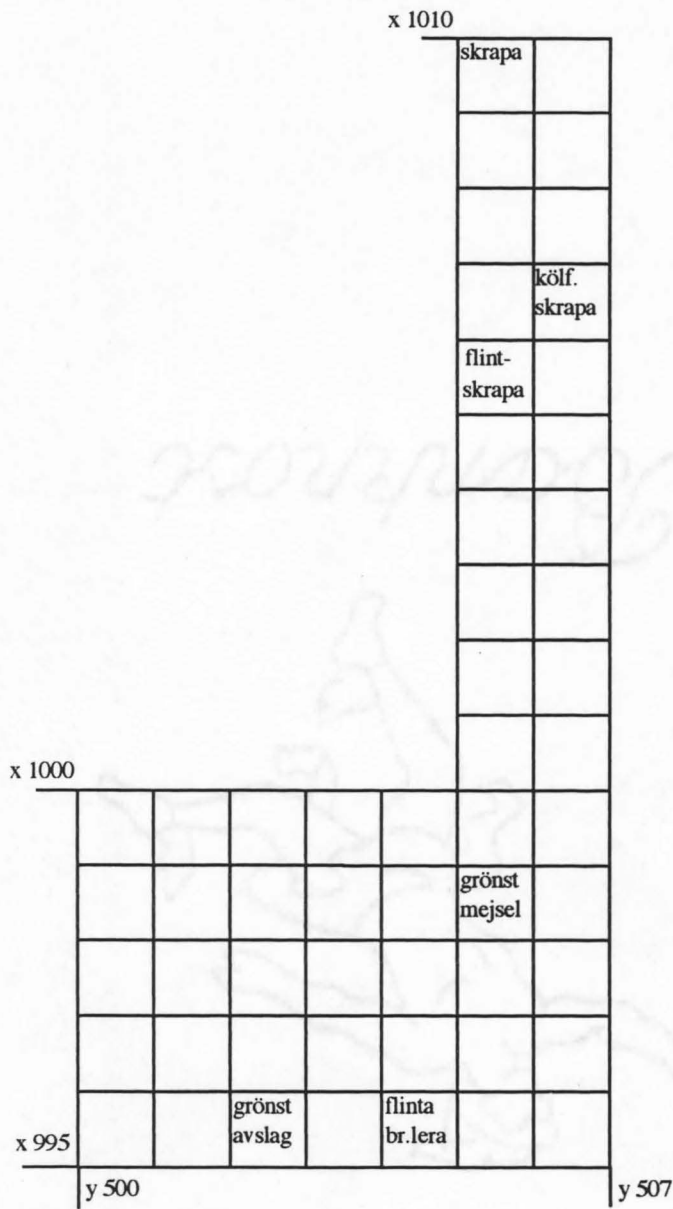 x 1010
skrapa
kölf.
skrapa
flint-
skrapa
x 1000
grönst
mejsel
grönst
avslag
flinta
br.lera
x 995
y 500
y 507